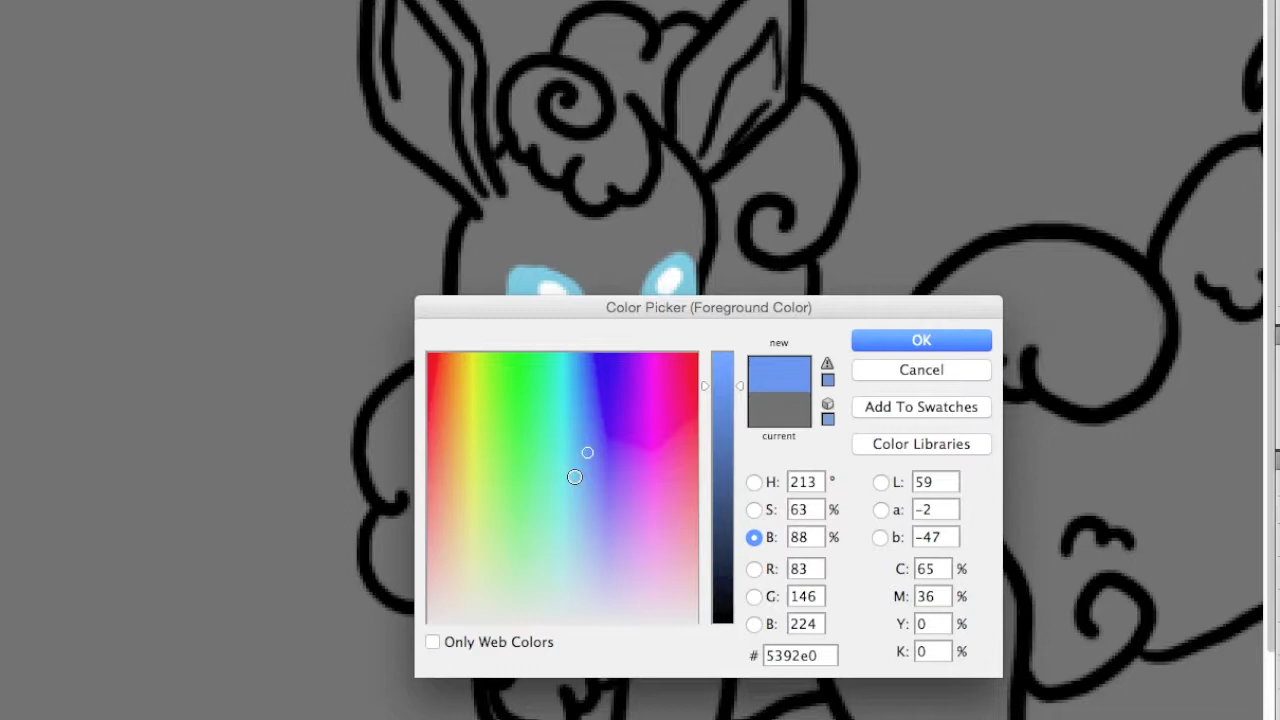 Color Picker (Foreground Color)
new
current
OK
Cancel
Add To Swatches
Color Libraries
H: 213 °
S: 63 %
B: 88 %
R: 83
G: 146
B: 224
# 5392e0
L: 59
a: -2
b: -47
C: 65 %
M: 36 %
Y: 0 %
K: 0 %
Only Web Colors